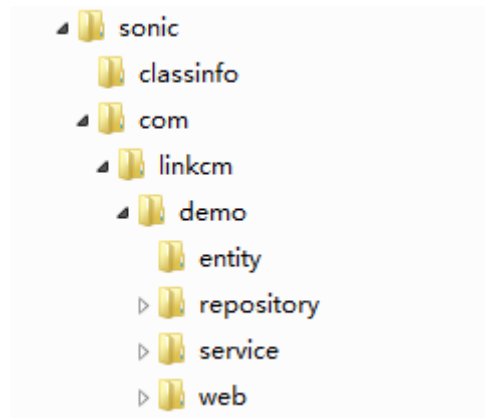 sonic
classinfo
com
linkcm
demo
entity
repository
service
web